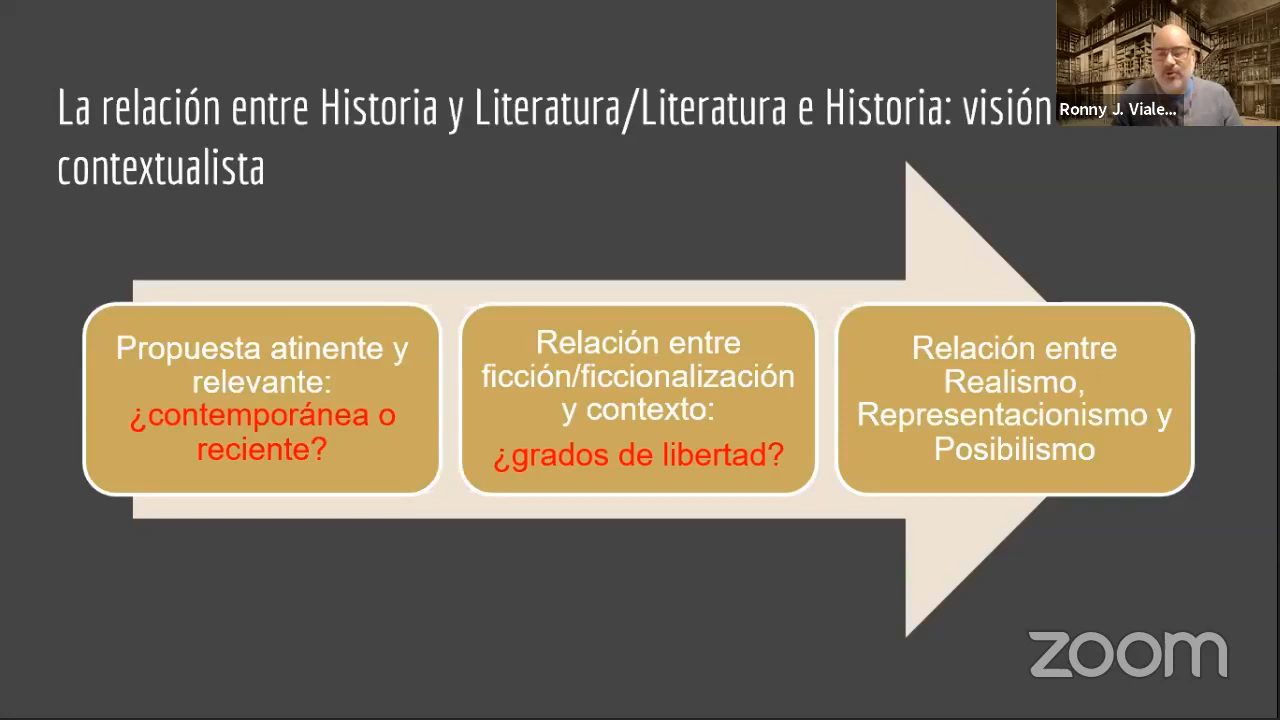 La relación entre Historia y Literatura/Literatura e Historia: visión
contextualista
Ronny J. Viale...
Propuesta atinente y
relevante:
¿contemporánea o
reciente?
Relación entre
ficción/ficcionalización
y contexto:
¿grados de libertad?
Relación entre
Realismo,
Representacionismo y
Posibilismo
zoom